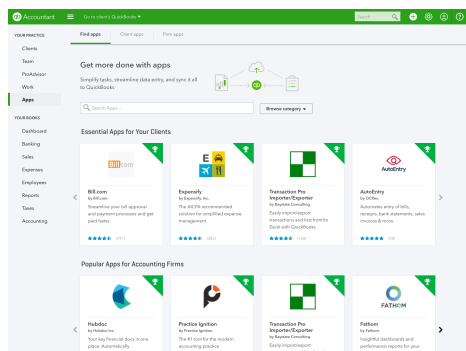 qb Accountant
Go to client's QuickBooks
Search
YOUR PRACTICE
Clients
Team
ProAdvisor
Work
Apps
YOUR BOOKS
Dashboard
Banking
Sales
Expenses
Employees
Reports
Taxes
Accounting
Find apps
Client apps
Firm apps
Get more done with apps
Simplify tasks, streamline data entry, and sync it all
to QuickBooks
Search Apps ...
Browse category
Essential Apps for Your Clients
Bill.com
Bill.com
by Bill.com
Streamline your bill approval
and payment processes and get
paid faster.
E
Expensify
by Expensify, Inc.
The AICPA recommended
solution for simplified expense
management.
Transaction Pro
Importer/Exporter
by Baystate Consulting.
Easily import/export
transactions and lists from/to
Excel with QuickBooks
AutoEntry
AutoEntry
by OCRex.
Automates entry of bills,
receipts, bank statements, sales
invoices & more.
Popular Apps for Accounting Firms
Hubdoc
by Hubdoc Inc.
Your key financial docs in one
place. Automatically.
Practice Ignition
by Practice Ignition
The #1 tool for the modern
accounting practice
Transaction Pro
Importer/Exporter
by Baystate Consulting.
Easily import/export
transactions and lists from/to
FATHOM
Fathom
by Fathom
Insightful dashboards and
performance reports for your